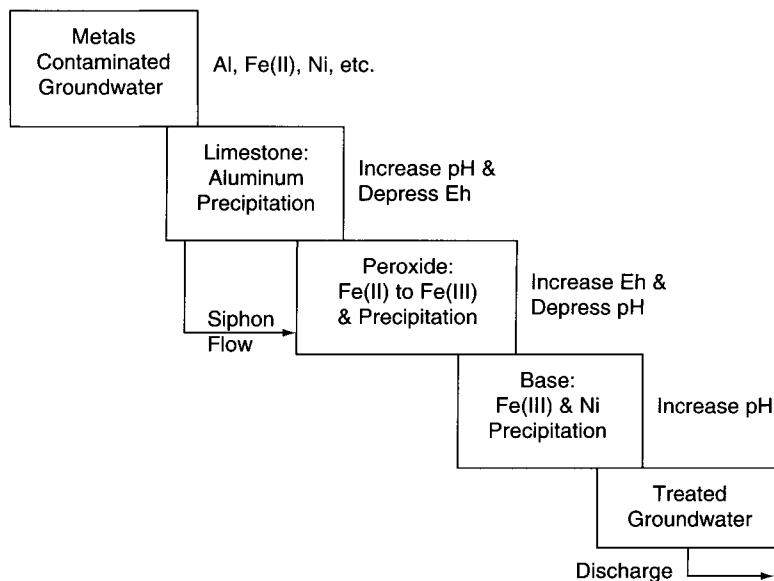 Metals
Contaminated
Groundwater
Al, Fe(II), Ni, etc.
Limestone:
Aluminum
Precipitation
Increase pH &
Depress Eh
Peroxide:
Fe(II) to Fe(III)
& Precipitation
Increase Eh &
Depress pH
Siphon
Flow
Base:
Fe(III) & Ni
Precipitation
Increase pH
Treated
Groundwater
Discharge